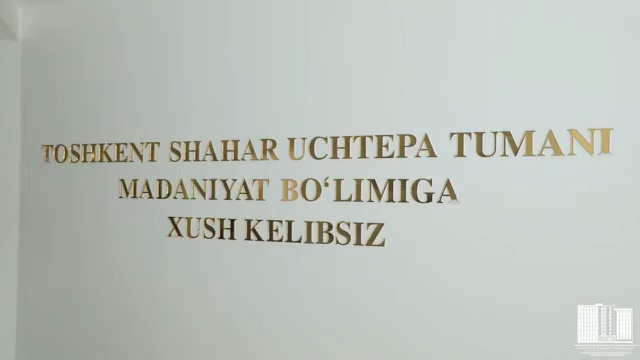 TOSHKENT SHAHAR UCHTEPA TUMANI
MADANIYAT BO‘LIMIGA
XUSH KELIBSIZ